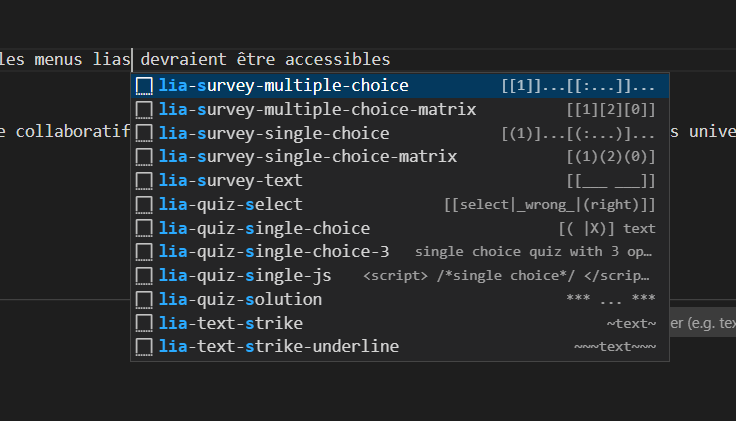 les menus lias devraient être accessibles
lia-survey-multiple-choice [[1]]...[[:...]]...
lia-survey-multiple-choice-matrix [[1][2][0]]
e collaboratif lia-survey-single-choice [(1)]...[(:...)]... s unive
lia-survey-single-choice-matrix [(1)(2)(0)]
lia-survey-text [[___ ___]]
lia-quiz-select [[select|_wrong_|(right)]]
lia-quiz-single-choice [( |X)] text
lia-quiz-single-choice-3 single choice quiz with 3 op…
lia-quiz-single-js <script> /*single choice*/ </scrip…
lia-quiz-solution *** ... ***
lia-text-strike ~text~ er (e.g. tex
lia-text-strike-underline ~~~text~~~